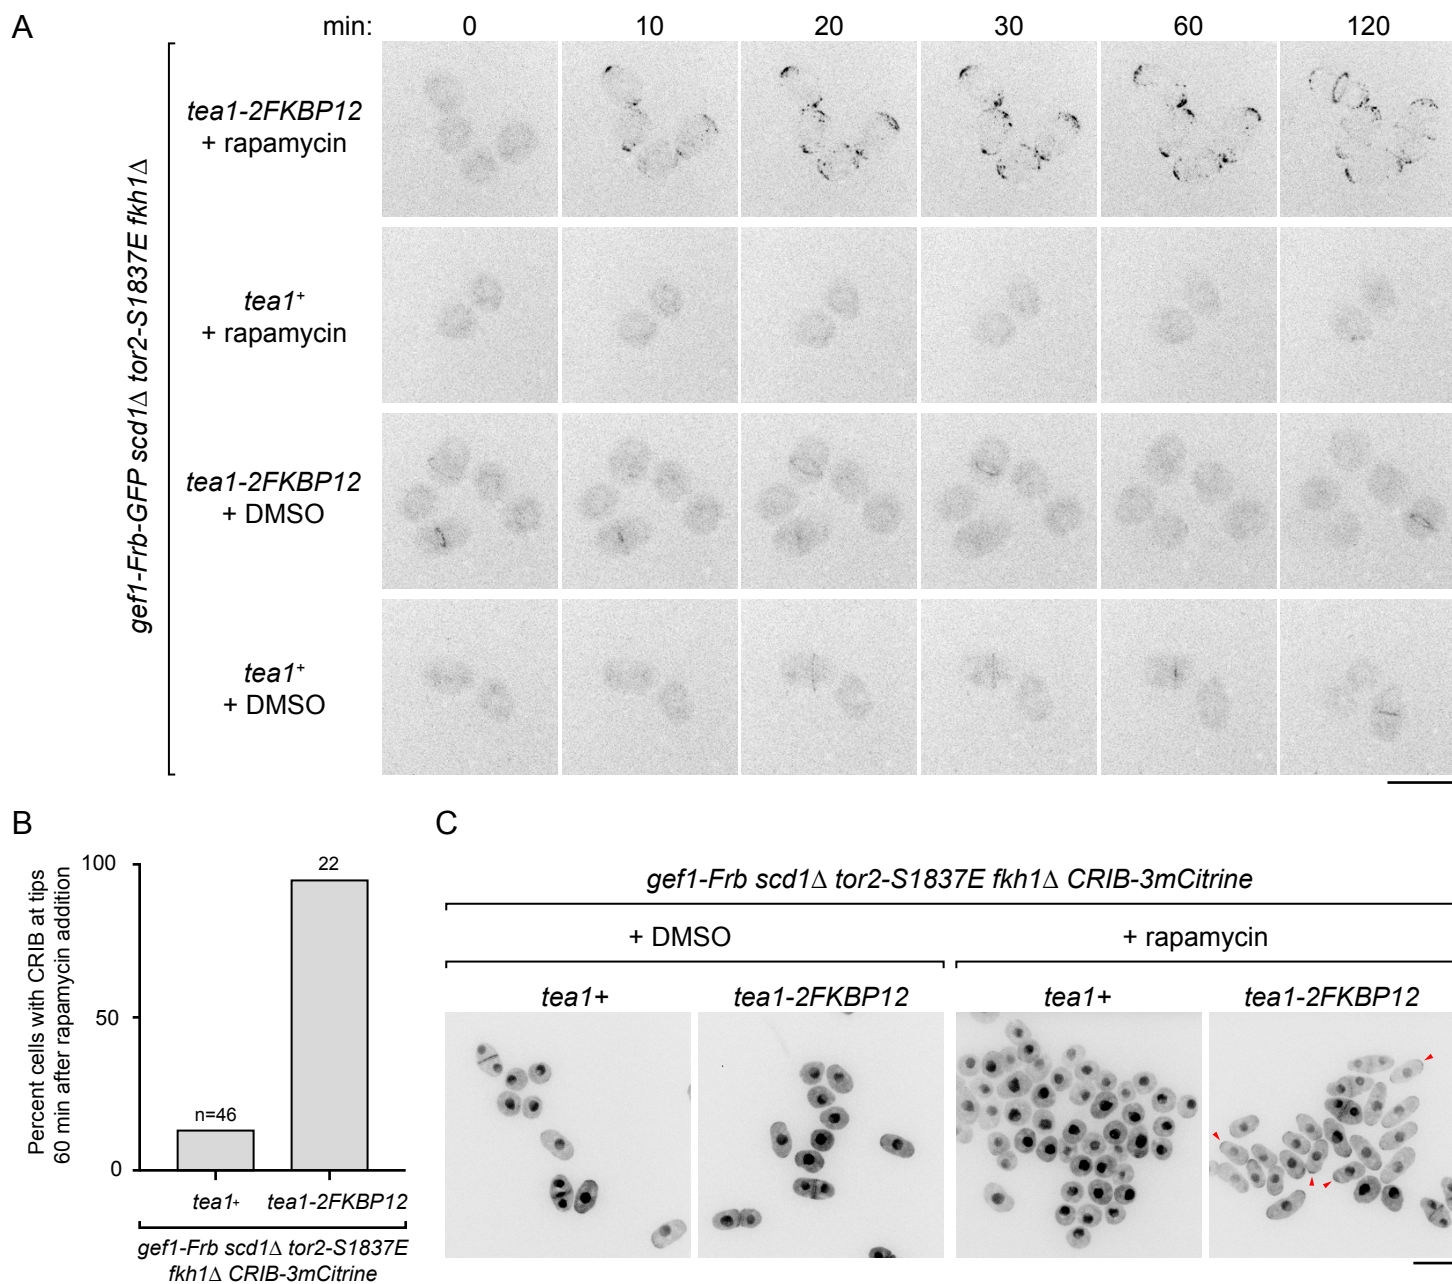 A
min: 0 10 20 30 60 120
gef1-Frb-GFP scd1Δ tor2-S1837E fkh1Δ
tea1-2FKBP12
+ rapamycin
tea1+
+ rapamycin
tea1-2FKBP12
+ DMSO
tea1+
+ DMSO
B
Percent cells with CRIB at tips
60 min after rapamycin addition
100
50
0
n=46
22
tea1+ tea1-2FKBP12
gef1-Frb scd1Δ tor2-S1837E
fkh1Δ CRIB-3mCitrine
C
gef1-Frb scd1Δ tor2-S1837E fkh1Δ CRIB-3mCitrine
+ DMSO + rapamycin
tea1+ tea1-2FKBP12 tea1+ tea1-2FKBP12